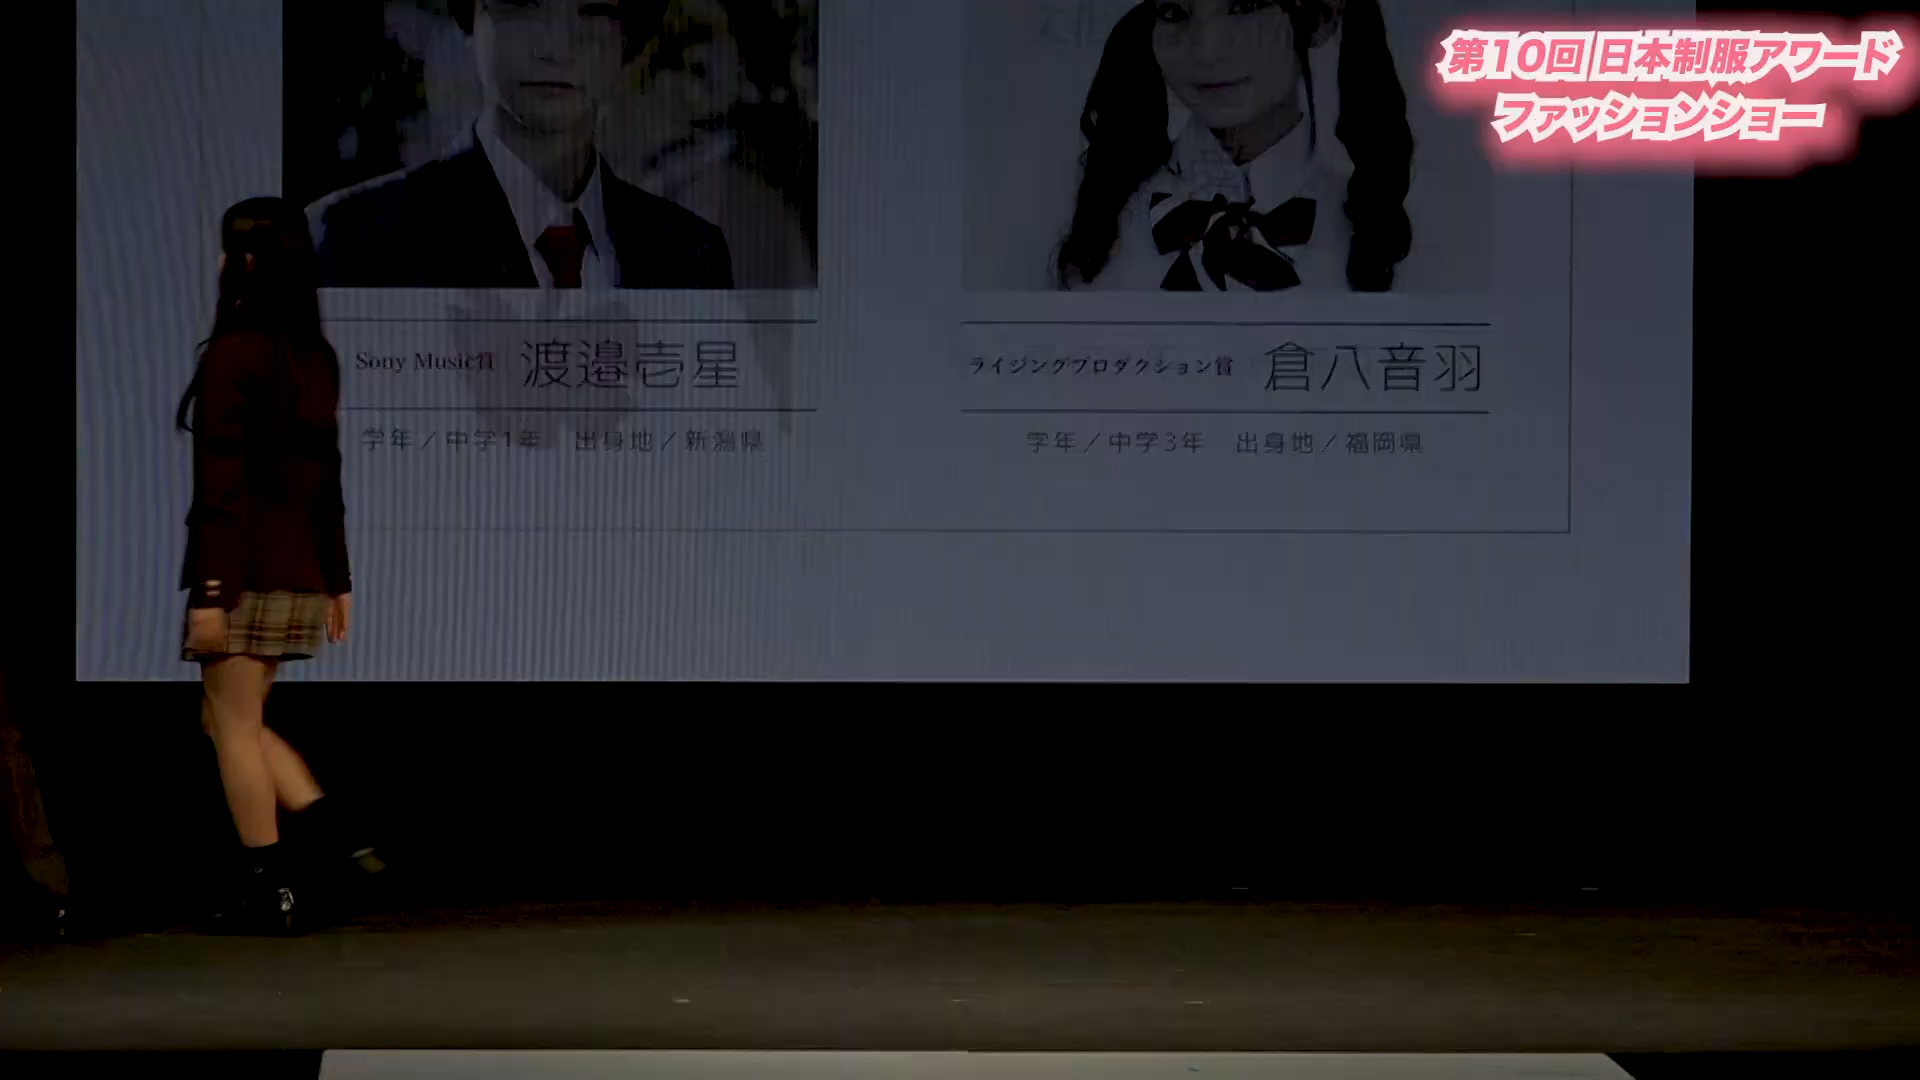 第10回 日本制服アワード
ファッションショー
Sony Music賞 渡邉壱星
学年／中学1年 出身地／新潟県
ライジングプロダクション賞 倉八音羽
学年／中学3年 出身地／福岡県